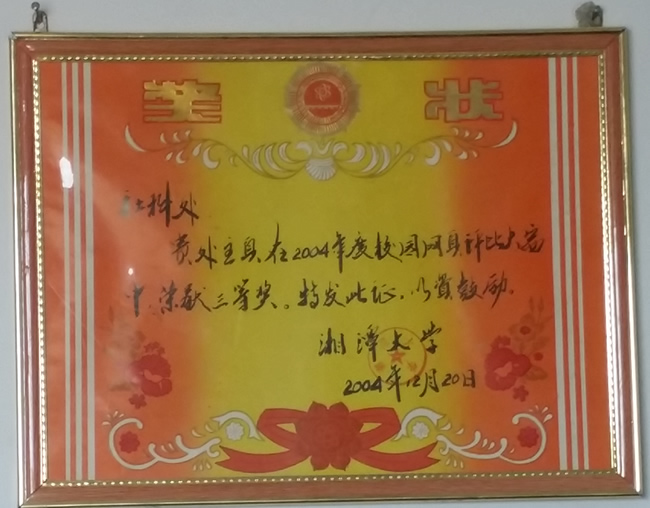 奖状
社科处
贵处主页在2004年度校园网页评比大赛
中,荣获三等奖。特发此证,以资鼓励。
湘潭大学
2004年12月20日